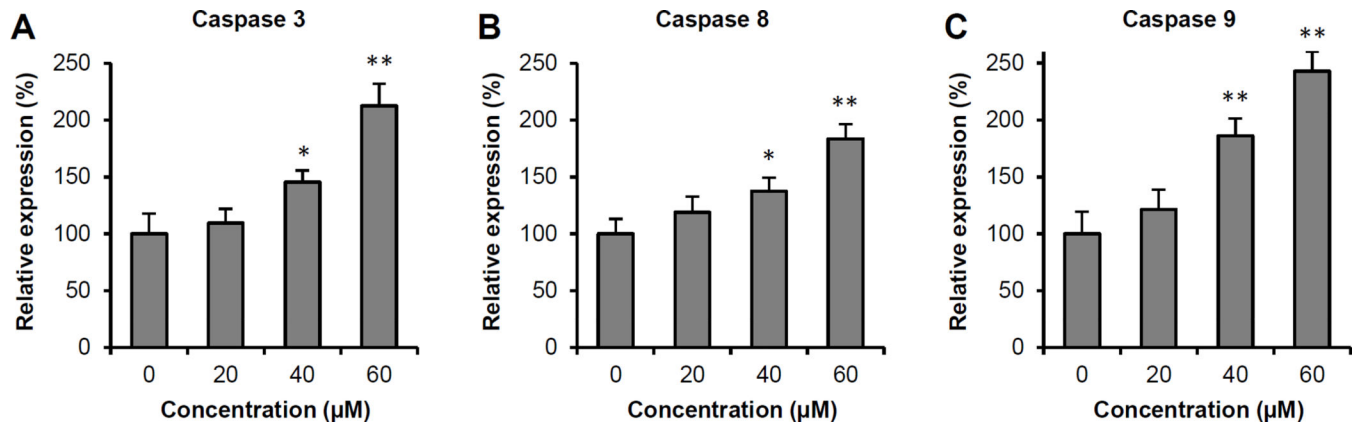 A
Caspase 3
Relative expression (%)
250
200
150
100
50
0
*
**
0 20 40 60
Concentration (µM)
B
Caspase 8
Relative expression (%)
250
200
150
100
50
0
*
**
0 20 40 60
Concentration (µM)
C
Caspase 9
Relative expression (%)
250
200
150
100
50
0
**
**
0 20 40 60
Concentration (µM)